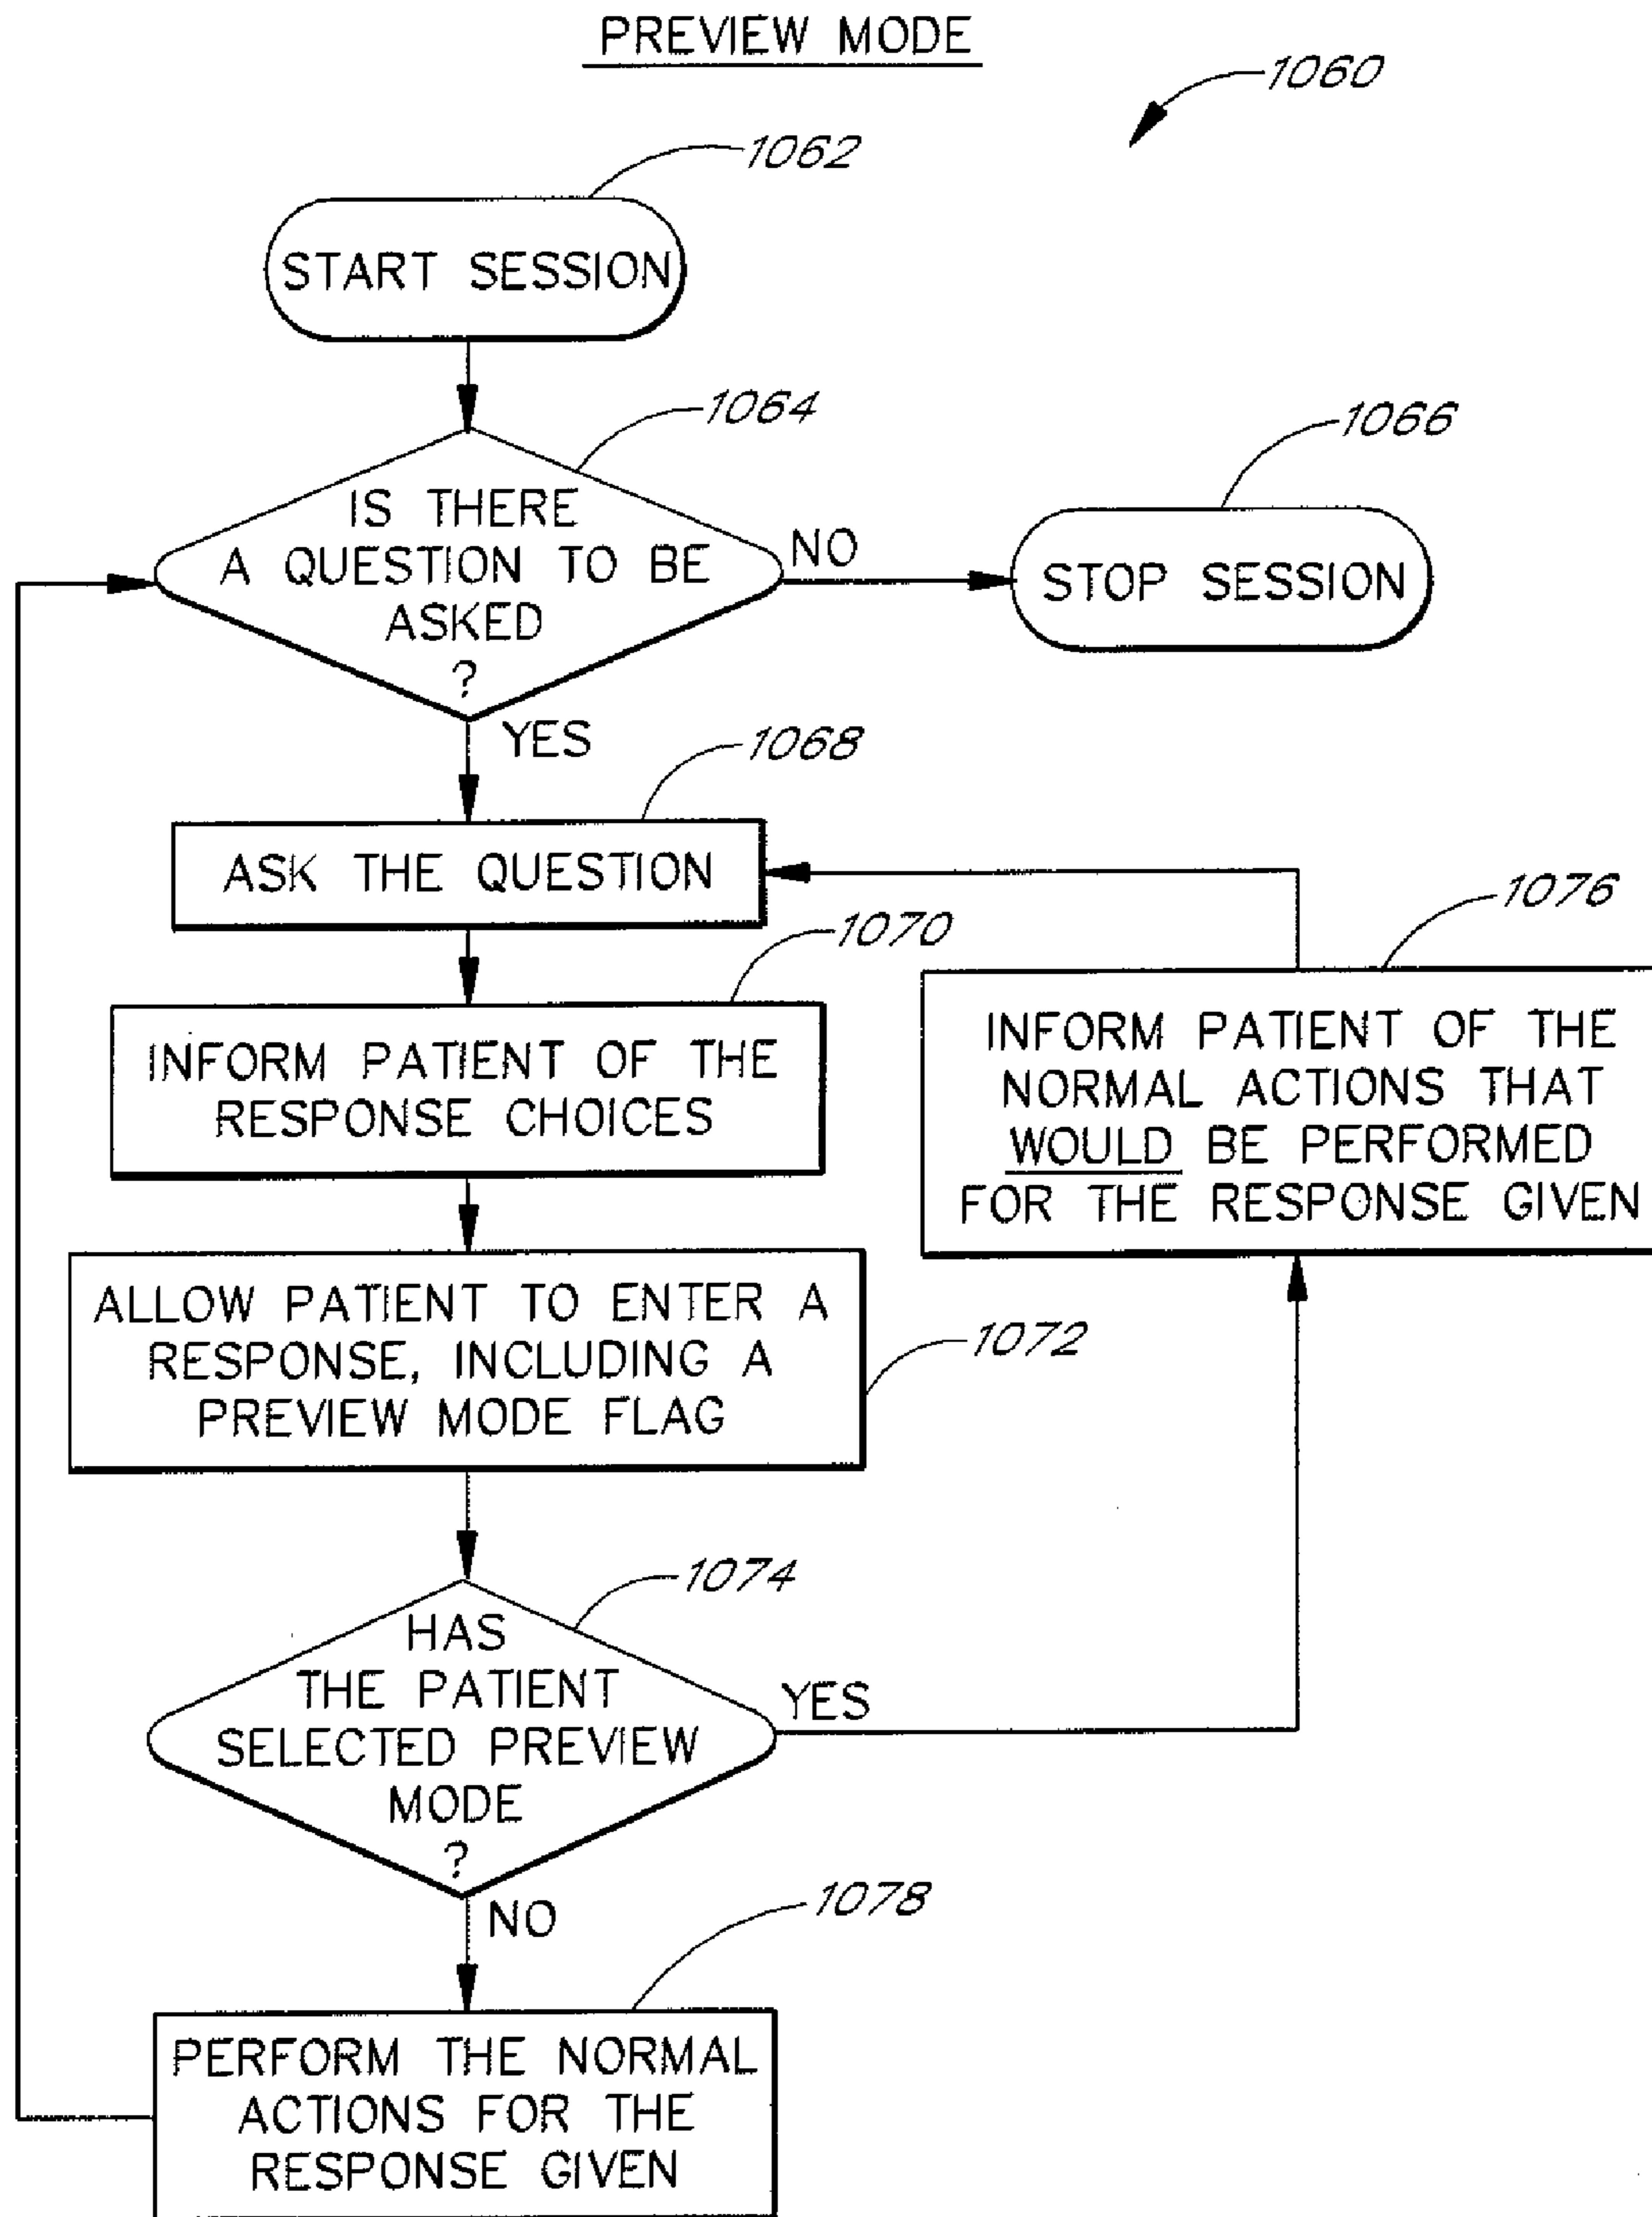 PREVIEW MODE
1060
1062
START SESSION
1064
IS THERE
A QUESTION TO BE
ASKED
?
NO
1066
STOP SESSION
YES
1068
ASK THE QUESTION
1070
INFORM PATIENT OF THE
RESPONSE CHOICES
1076
INFORM PATIENT OF THE
NORMAL ACTIONS THAT
WOULD BE PERFORMED
FOR THE RESPONSE GIVEN
ALLOW PATIENT TO ENTER A
RESPONSE, INCLUDING A
PREVIEW MODE FLAG
1072
1074
HAS
THE PATIENT
SELECTED PREVIEW
MODE
?
YES
NO
1078
PERFORM THE NORMAL
ACTIONS FOR THE
RESPONSE GIVEN